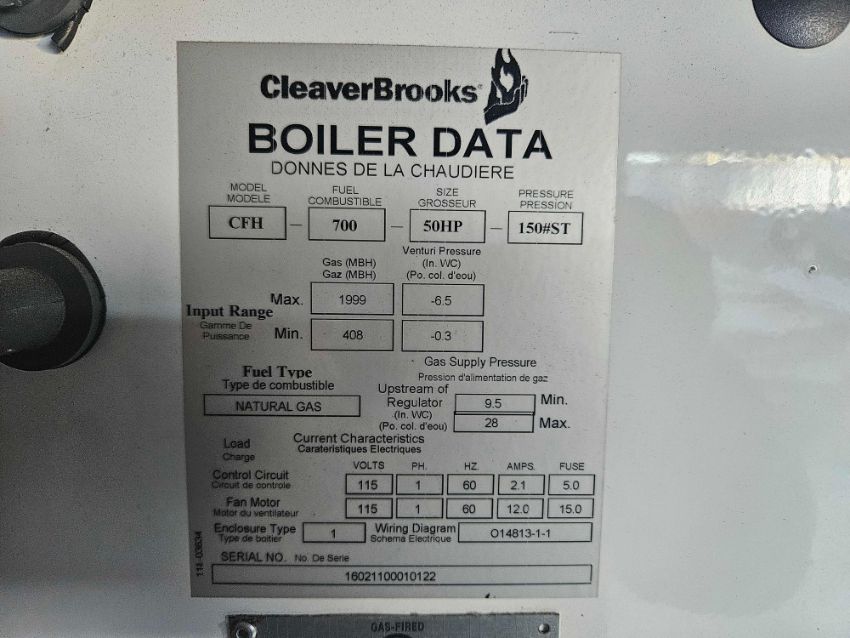 CleaverBrooks
BOILER DATA
DONNES DE LA CHAUDIERE
MODEL FUEL SIZE PRESSURE
MODELE COMBUSTIBLE GROSSEUR PRESSION
CFH – 700 – 50HP – 150#ST
Venturi Pressure
Gas (MBH) (In. WC)
Gaz (MBH) (Po. col. d'eou)
Max. 1999 -6.5
Input Range
Gamme De
Puissance Min. 408 -0.3
Gas Supply Pressure
Pression d'alimentation de gaz
Fuel Type
Type de combustible
NATURAL GAS
Upstream of
Regulator 9.5 Min.
(In. WC)
(Po. col. d'eou) 28 Max.
Load Current Characteristics
Charge Carateristiques Electriques
VOLTS PH. HZ. AMPS. FUSE
Control Circuit 115 1 60 2.1 5.0
Circuit de controle
Fan Motor 115 1 60 12.0 15.0
Motor du ventilateur
Enclosure Type 1 Wiring Diagram O14813-1-1
Type de boitier Schema Electrique
SERIAL NO. No. De Serie
16021100010122
118-03634
GAS-FIRED